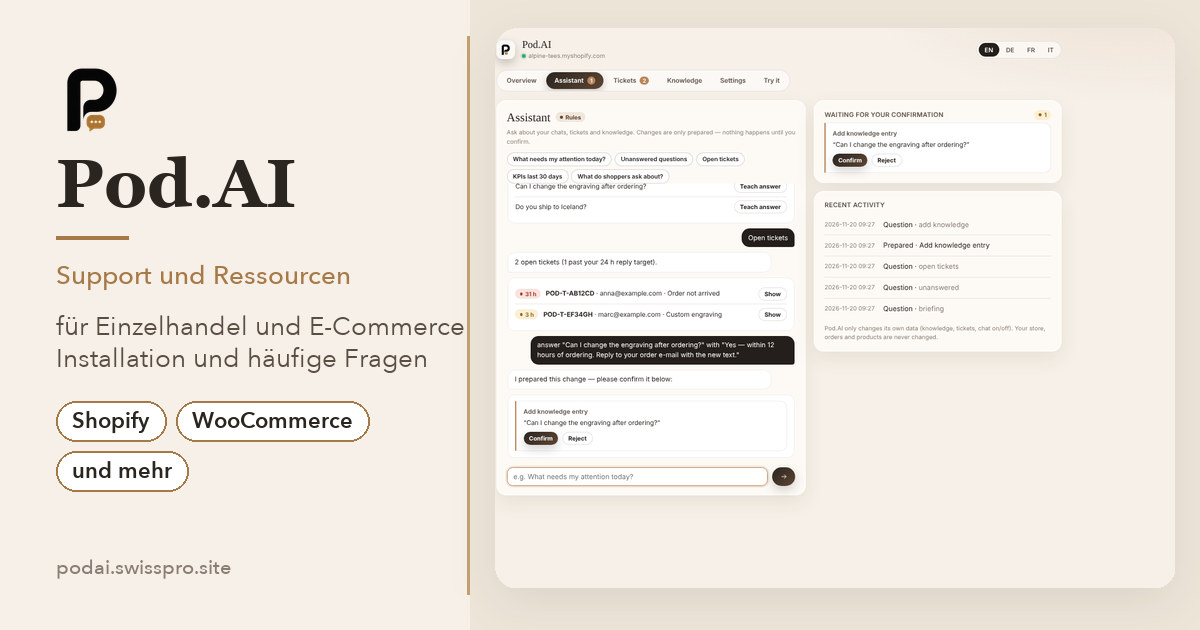 Pod.AI
Support und Ressourcen
für Einzelhandel und E-Commerce
Installation und häufige Fragen
Shopify
WooCommerce
und mehr
podai.swisspro.site
Pod.AI
alpine-tees.myshopify.com
EN DE FR IT
Overview Assistant 1 Tickets 2 Knowledge Settings Try it
Assistant Rules
Ask about your chats, tickets and knowledge. Changes are only prepared — nothing happens until you
confirm.
What needs my attention today? Unanswered questions Open tickets
KPIs last 30 days What do shoppers ask about?
Can I change the engraving after ordering? Teach answer
Do you ship to Iceland? Teach answer
Open tickets
2 open tickets (1 past your 24 h reply target).
31 h POD-T-AB12CD · anna@example.com · Order not arrived Show
3 h POD-T-EF34GH · marc@example.com · Custom engraving Show
answer "Can I change the engraving after ordering?" with "Yes — within 12
hours of ordering. Reply to your order e-mail with the new text."
I prepared this change — please confirm it below:
Add knowledge entry
"Can I change the engraving after ordering?"
Confirm Reject
e.g. What needs my attention today?
WAITING FOR YOUR CONFIRMATION 1
Add knowledge entry
"Can I change the engraving after ordering?"
Confirm Reject
RECENT ACTIVITY
2026-11-20 09:27 Question · add knowledge
2026-11-20 09:27 Prepared · Add knowledge entry
2026-11-20 09:27 Question · open tickets
2026-11-20 09:27 Question · unanswered
2026-11-20 09:27 Question · briefing
Pod.AI only changes its own data (knowledge, tickets, chat on/off). Your store,
orders and products are never changed.